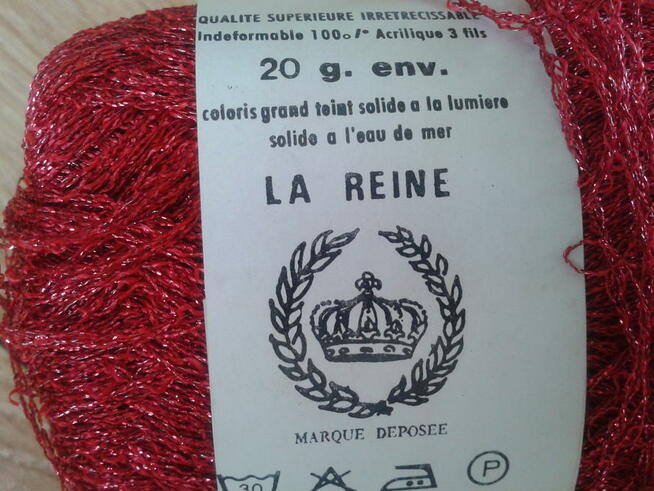 QUALITE SUPERIEURE IRRETRECISSABLE
Indeformable 100o/° Acrilique 3 fils
20 g. env.
coloris grand teint solide a la lumiere
solide a l'eau de mer
LA REINE
MARQUE DEPOSEE
30
P